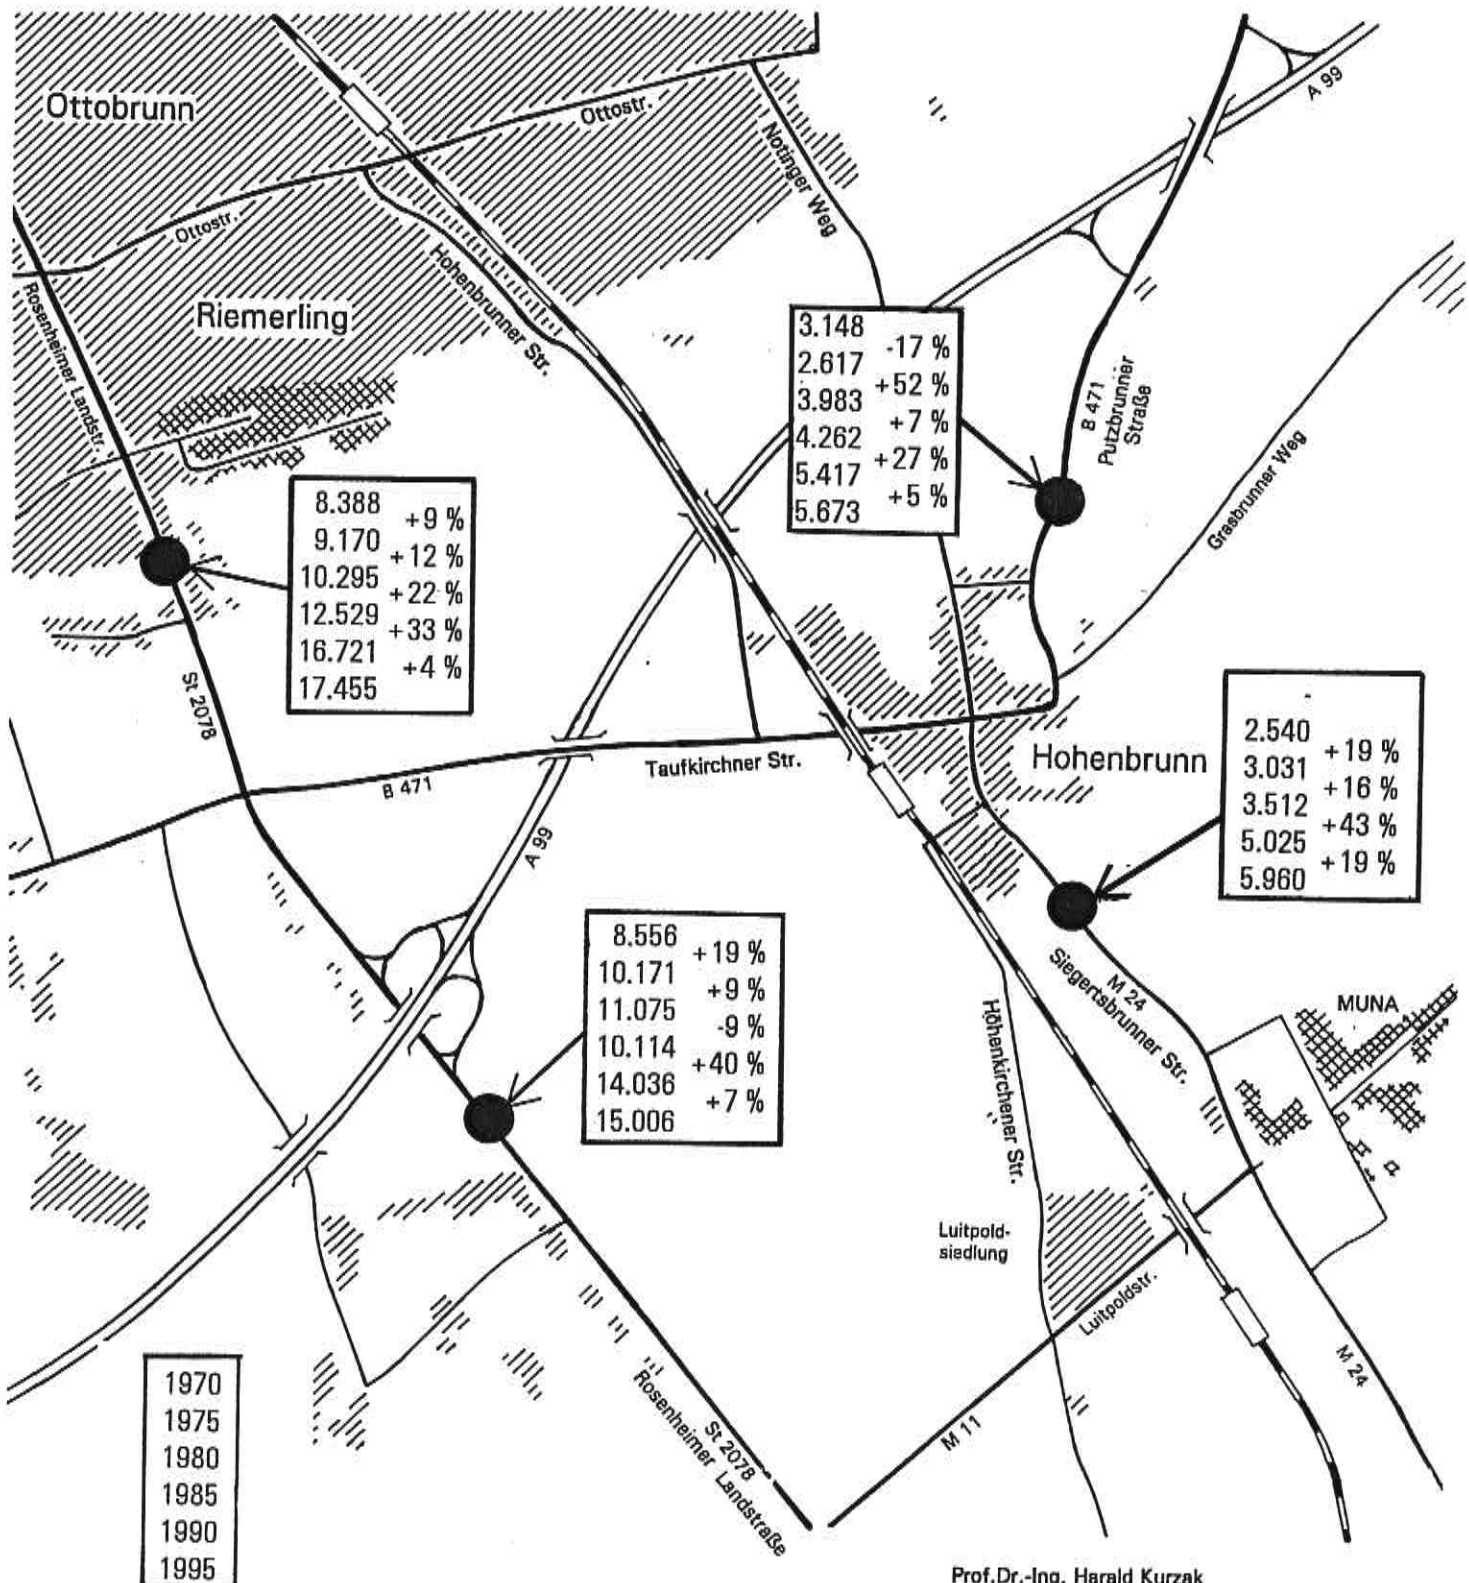 Ottobrunn
Ottostr.
A 99
Notinger Weg
Ottostr.
Hohenbrunner Str.
Rosenheimer Landstr.
Riemerling
3.148
-17 %
2.617
+52 %
3.983
+7 %
4.262
+27 %
5.417
+5 %
5.673
B 471
Putzbrunner
Straße
Grasbrunner Weg
8.388
+9 %
9.170
+12 %
10.295
+22 %
12.529
+33 %
16.721
+4 %
17.455
St 2078
B 471
Taufkirchner Str.
A 99
Hohenbrunn
-
2.540
+19 %
3.031
+16 %
3.512
+43 %
5.025
+19 %
5.960
8.556
+19 %
10.171
+9 %
11.075
-9 %
10.114
+40 %
14.036
+7 %
15.006
M 24
Siegertsbrunner Str.
MUNA
Höhenkirchener Str.
Luitpold-
siedlung
Luitpoldstr.
M 24
M 11
St 2078
Rosenheimer Landstraße
1970
1975
1980
1985
1990
1995
Prof.Dr.-Ing. Harald Kurzak